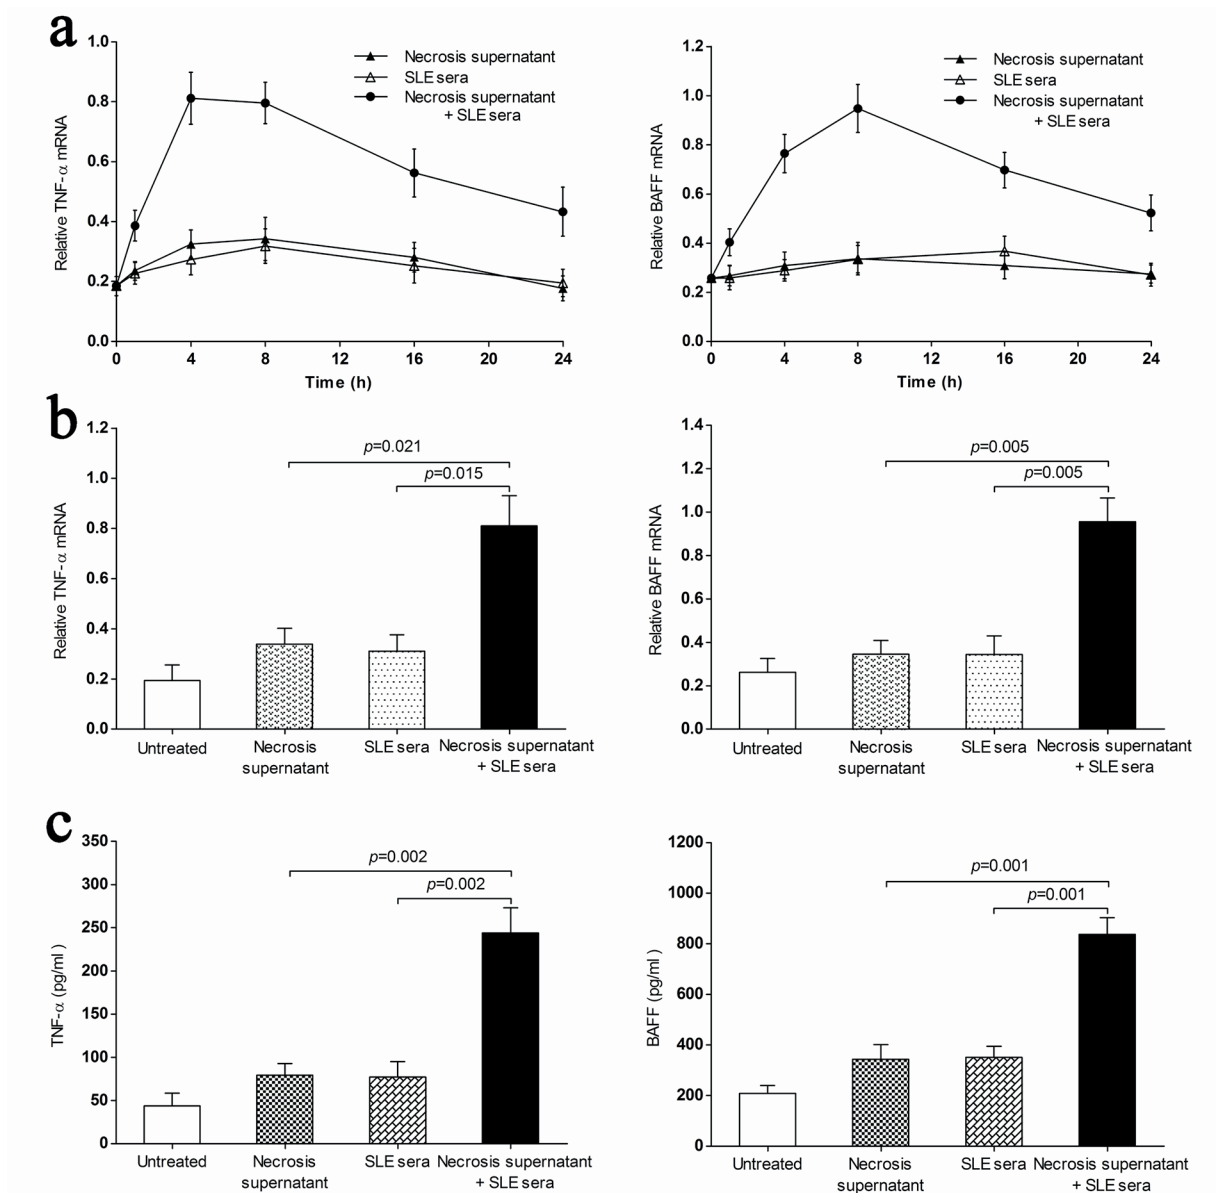 a
Relative TNF-α mRNA
1.0
0.8
0.6
0.4
0.2
0.0
0 4 8 12 16 20 24
Time (h)
Necrosis supernatant
SLE sera
Necrosis supernatant
+ SLE sera
Relative BAFF mRNA
1.2
1.0
0.8
0.6
0.4
0.2
0.0
0 4 8 12 16 20 24
Time (h)
Necrosis supernatant
SLE sera
Necrosis supernatant
+ SLE sera
b
Relative TNF-α mRNA
1.2
1.0
0.8
0.6
0.4
0.2
0.0
p=0.021
p=0.015
Untreated Necrosis SLE sera Necrosis supernatant
supernatant + SLE sera
Relative BAFF mRNA
1.4
1.2
1.0
0.8
0.6
0.4
0.2
0.0
p=0.005
p=0.005
Untreated Necrosis SLE sera Necrosis supernatant
supernatant + SLE sera
c
TNF-α (pg/ml )
350
300
250
200
150
100
50
0
p=0.002
p=0.002
Untreated Necrosis SLE sera Necrosis supernatant
supernatant + SLE sera
BAFF (pg/ml )
1200
1000
800
600
400
200
0
p=0.001
p=0.001
Untreated Necrosis SLE sera Necrosis supernatant
supernatant + SLE sera